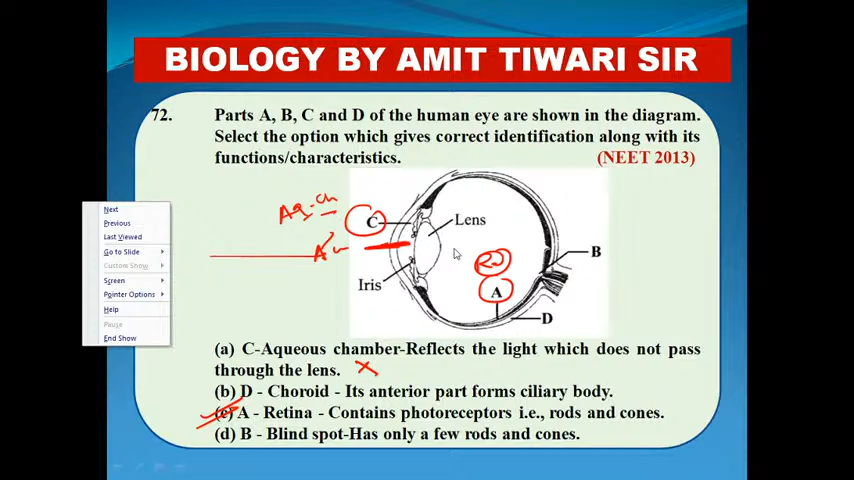 BIOLOGY BY AMIT TIWARI SIR
72. Parts A, B, C and D of the human eye are shown in the diagram.
Select the option which gives correct identification along with its
functions/characteristics. (NEET 2013)
Next
Previous
Last Viewed
Go to Slide
Custom Show
Screen
Pointer Options
Help
Pause
End Show
Aq-Ch
C
Lens
B
Iris
A
D
(a) C-Aqueous chamber-Reflects the light which does not pass
through the lens.
(b) D - Choroid - Its anterior part forms ciliary body.
(c) A - Retina - Contains photoreceptors i.e., rods and cones.
(d) B - Blind spot-Has only a few rods and cones.